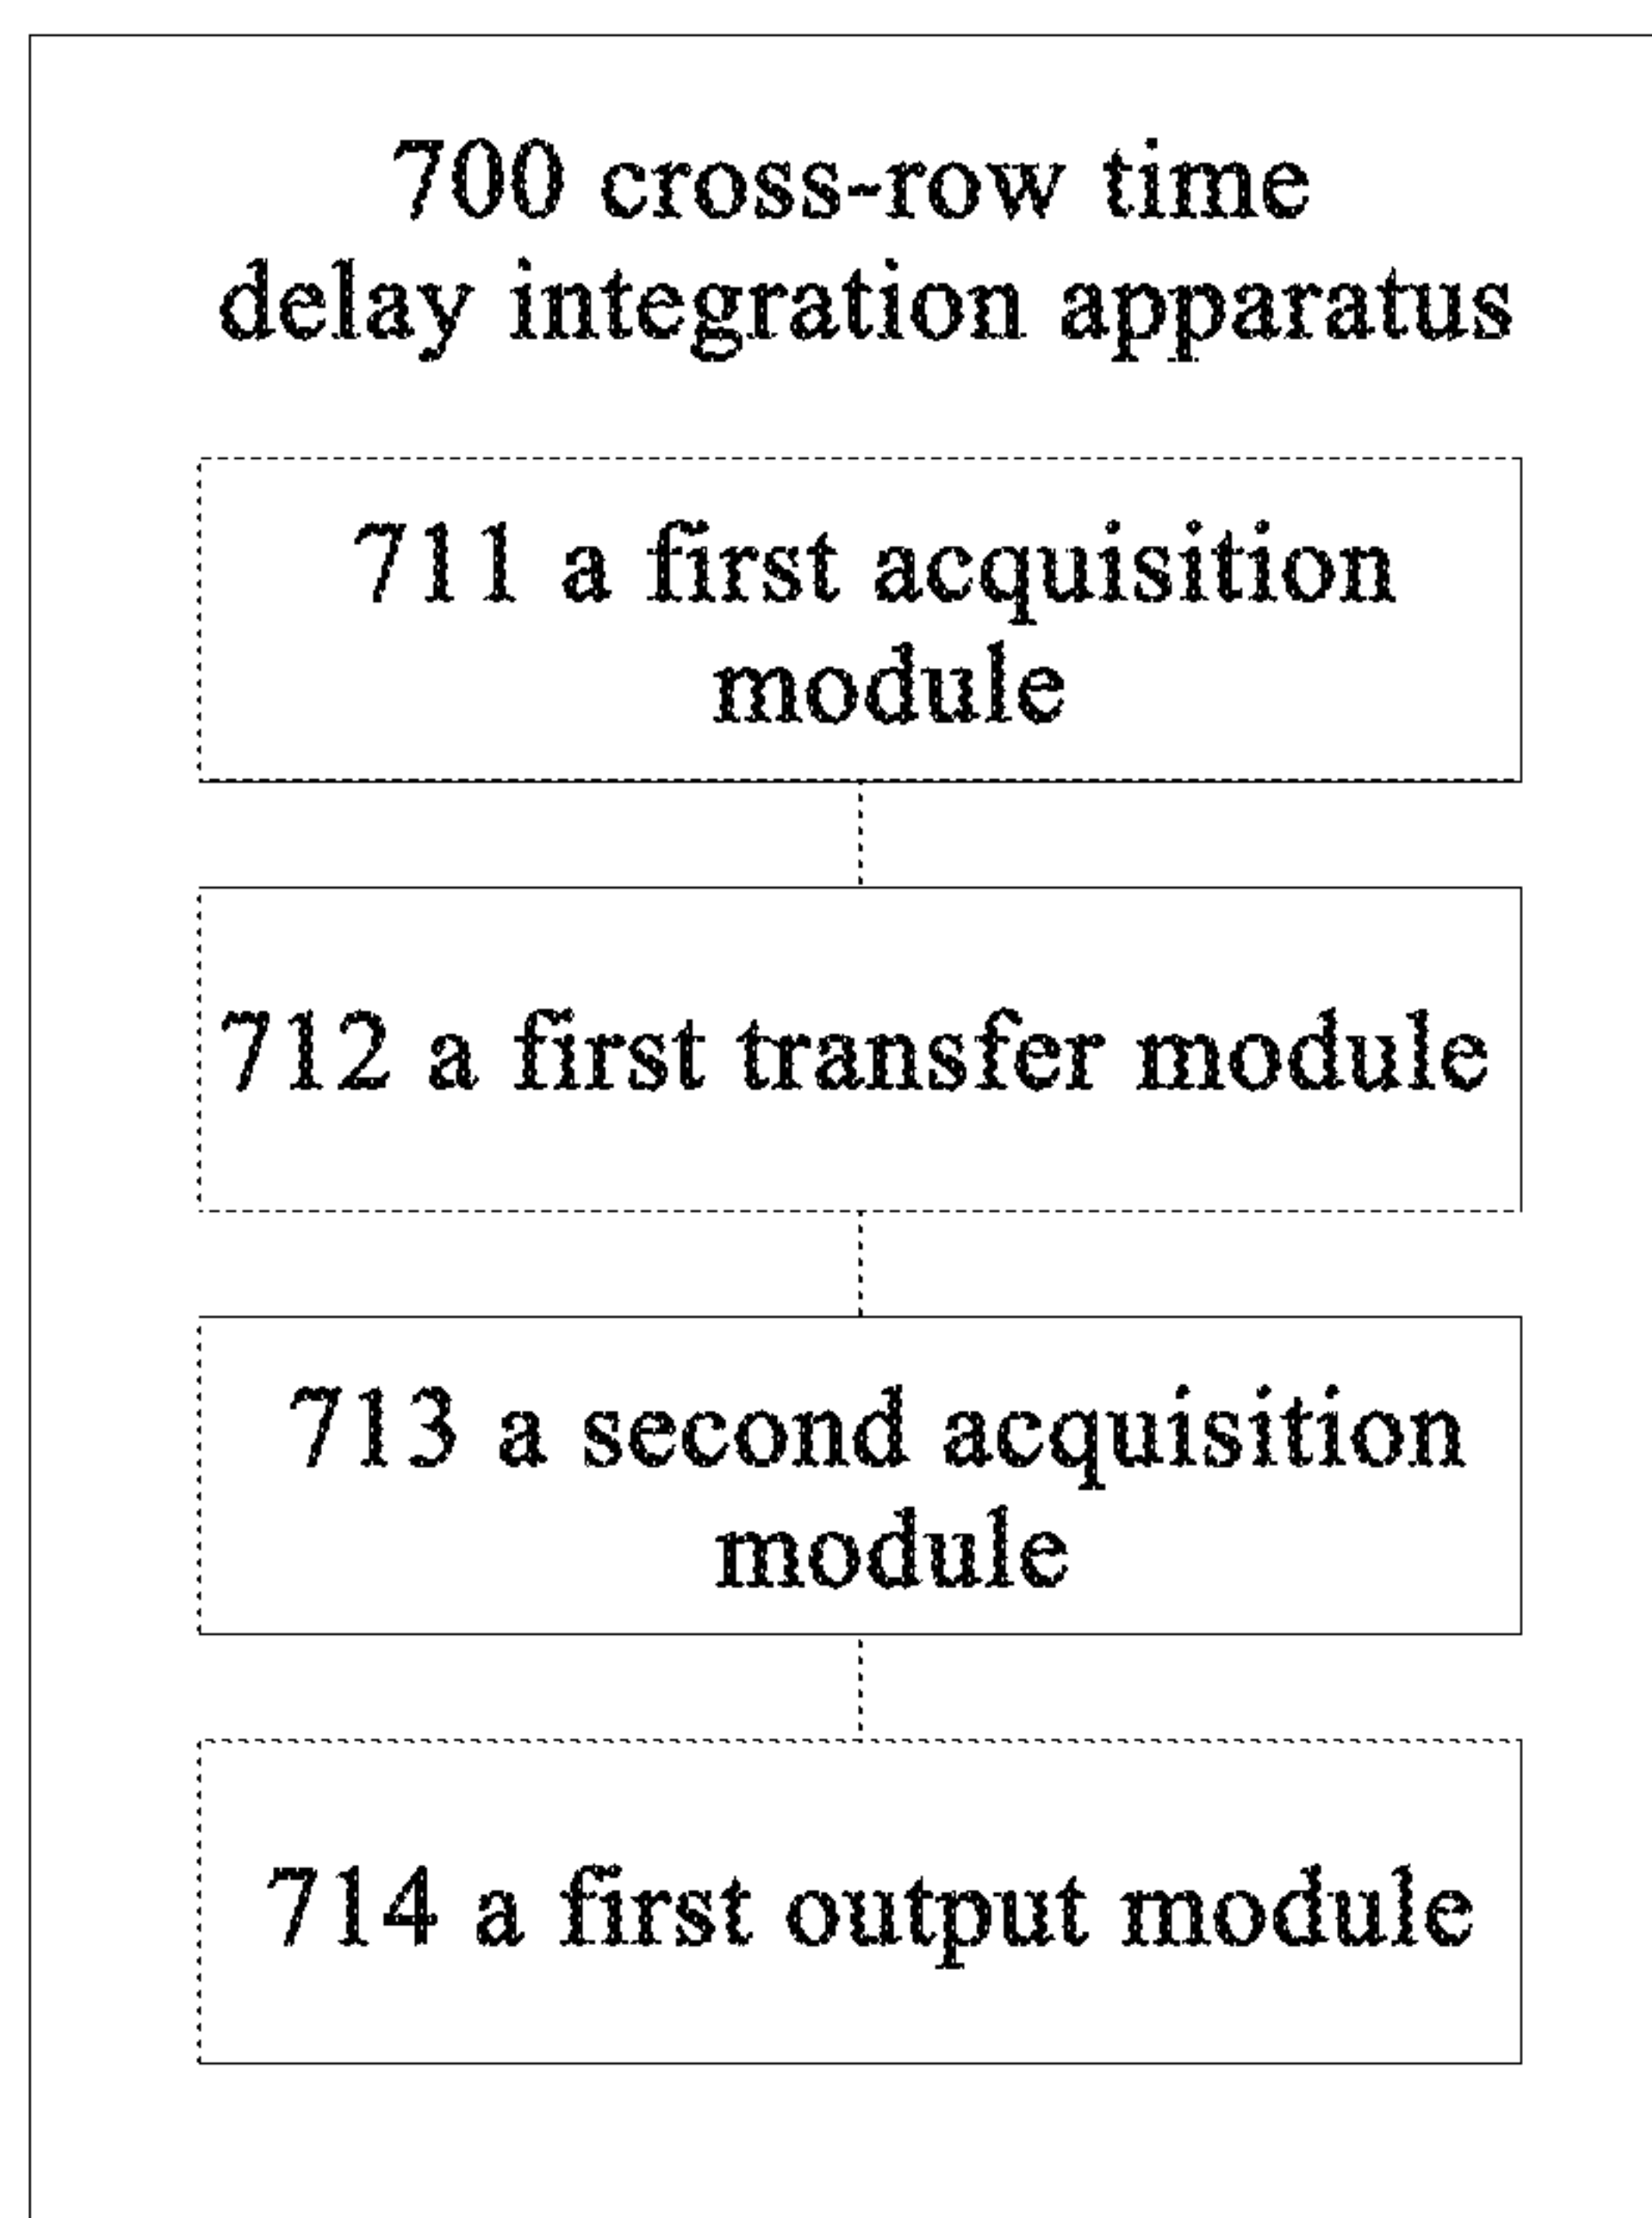 700 cross-row time
delay integration apparatus
711 a first acquisition
module
712 a first transfer module
713 a second acquisition
module
714 a first output module